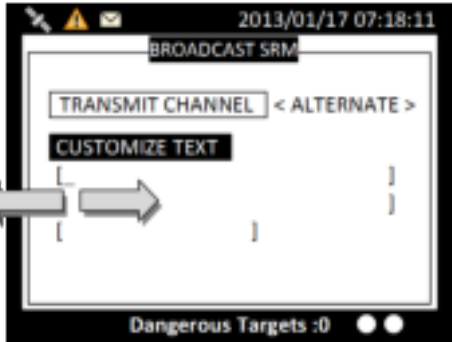 2013/01/17 07:18:11
BROADCAST SRM
TRANSMIT CHANNEL < ALTERNATE >
CUSTOMIZE TEXT
[_ ]
]
[ ]
Dangerous Targets :0